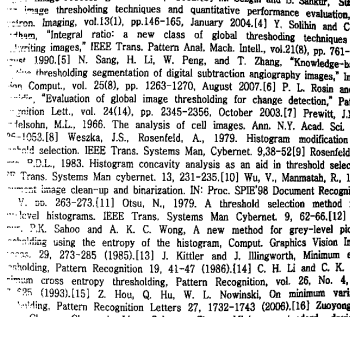 B. Sankur,
image thresholding techniques and quantitative performance evaluation,
Imaging, vol.13(1), pp.146-165, January 2004.[4] Y. Solihin and C
"Integral ratio: a new class of global thresholding techniques
images," IEEE Trans. Pattern Anal. Mach. Intell., vol.21(8), pp. 761-
1990.[5] N. Sang, H. Li, W. Peng, and T. Zhang, "Knowledge-b
thresholding segmentation of digital subtraction angiography images,"
Comput., vol. 25(8), pp. 1263-1270, August 2007.[6] P. L. Rosin an
"Evaluation of global image thresholding for change detection," Pa
Lett., vol. 24(14), pp. 2345-2356, October 2003.[7] Prewitt, J.
M.L., 1966. The analysis of cell images. Ann. N.Y. Acad. Sci.
-1053.[8] Weszka, J.S., Rosenfeld, A., 1979. Histogram modification
selection. IEEE Trans. Systems Man, Cybernet. 9,38-52[9] Rosenfeld
P.D.L., 1983. Histogram concavity analysis as an aid in threshold selec
Trans. Systems Man cybernet. 13, 231-235.[10] Wu, V., Manmatah, R., 1
image clean-up and binarization. IN: Proc. SPIE'98 Document Recogni
V. pp. 263-273.[11] Otsu, N., 1979. A threshold selection method
level histograms. IEEE Trans. Systems Man Cybernet. 9, 62-66.[12]
P.K. Sahoo and A. K. C. Wong, A new method for grey-level pic
using the entropy of the histogram, Comput. Graphics Vision I
29, 273-285 (1985).[13] J. Kittler and J. Illingworth, Minimum e
Pattern Recognition 19, 41-47 (1986).[14] C. H. Li and C. K.
cross entropy thresholding, Pattern Recognition, vol. 26, No. 4,
625 (1993).[15] Z. Hou, Q. Hu, W. L. Nowinski, On minimum vari
Pattern Recognition Letters 27, 1732-1743 (2006).[16] Zuoyong